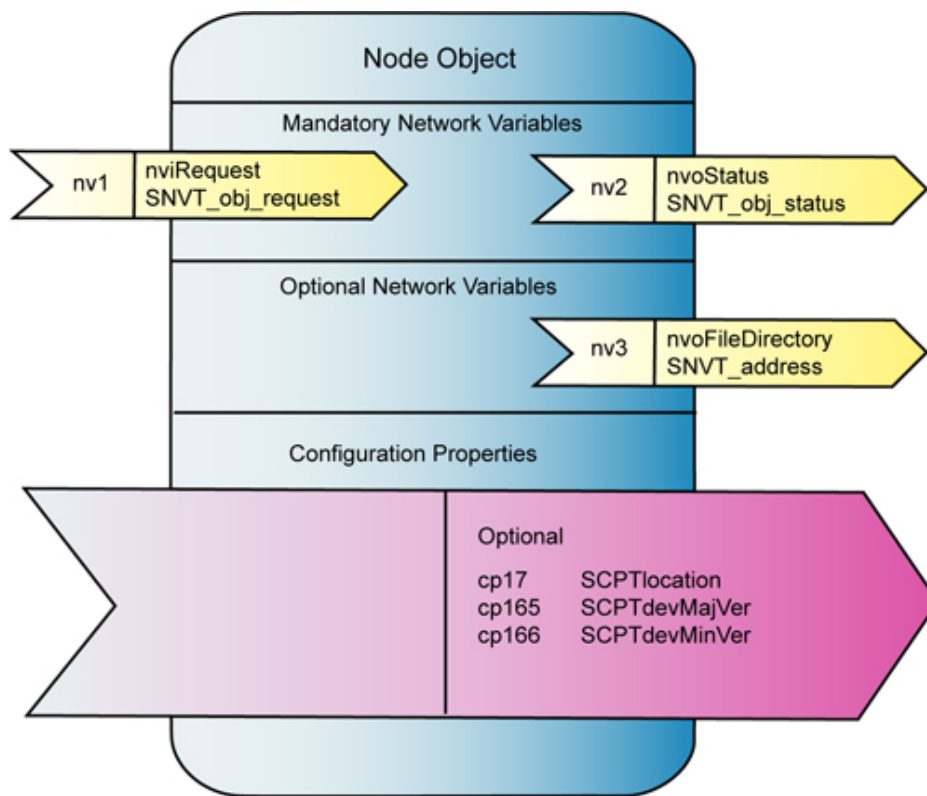 Node Object
Mandatory Network Variables
nv1
nviRequest
SNVT_obj_request
nv2
nvoStatus
SNVT_obj_status
Optional Network Variables
nv3
nvoFileDirectory
SNVT_address
Configuration Properties
Optional
cp17 SCPTlocation
cp165 SCPTdevMajVer
cp166 SCPTdevMinVer